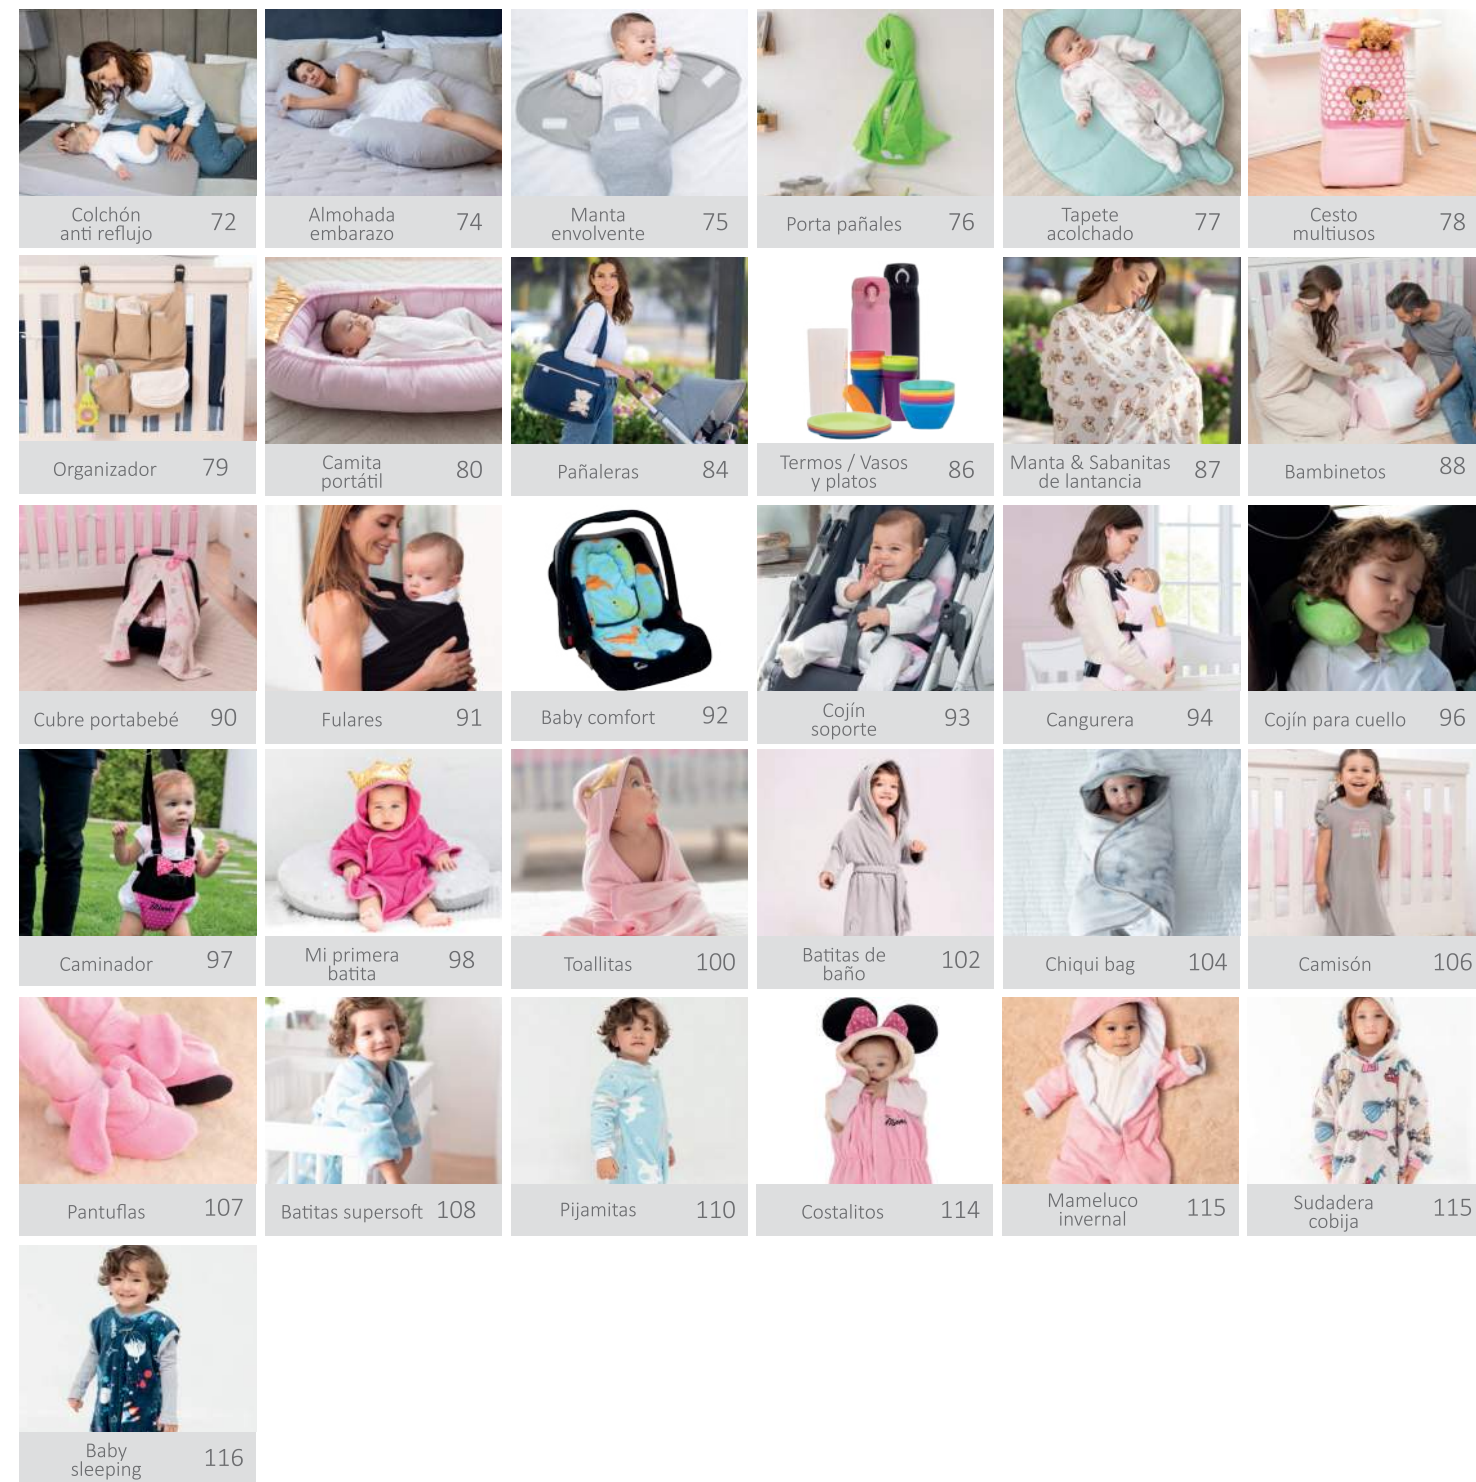 Colchón
anti reflujo 72
Almohada
embarazo 74
Manta
envolvente 75
Porta pañales 76
Tapete
acolchado 77
Cesto
multiusos 78
Organizador 79
Camita
portátil 80
Pañaleras 84
Termos / Vasos
y platos 86
Manta & Sabanitas
de lantancia 87
Bambinetos 88
Cubre portabebé 90
Fulares 91
Baby comfort 92
Cojín
soporte 93
Cangurera 94
Cojín para cuello 96
Caminador 97
Mi primera
batita 98
Toallitas 100
Batitas de
baño 102
Chiqui bag 104
Camisón 106
Pantuflas 107
Batitas supersoft 108
Pijamitas 110
Costalitos 114
Mameluco
invernal 115
Sudadera
cobija 115
Baby
sleeping 116